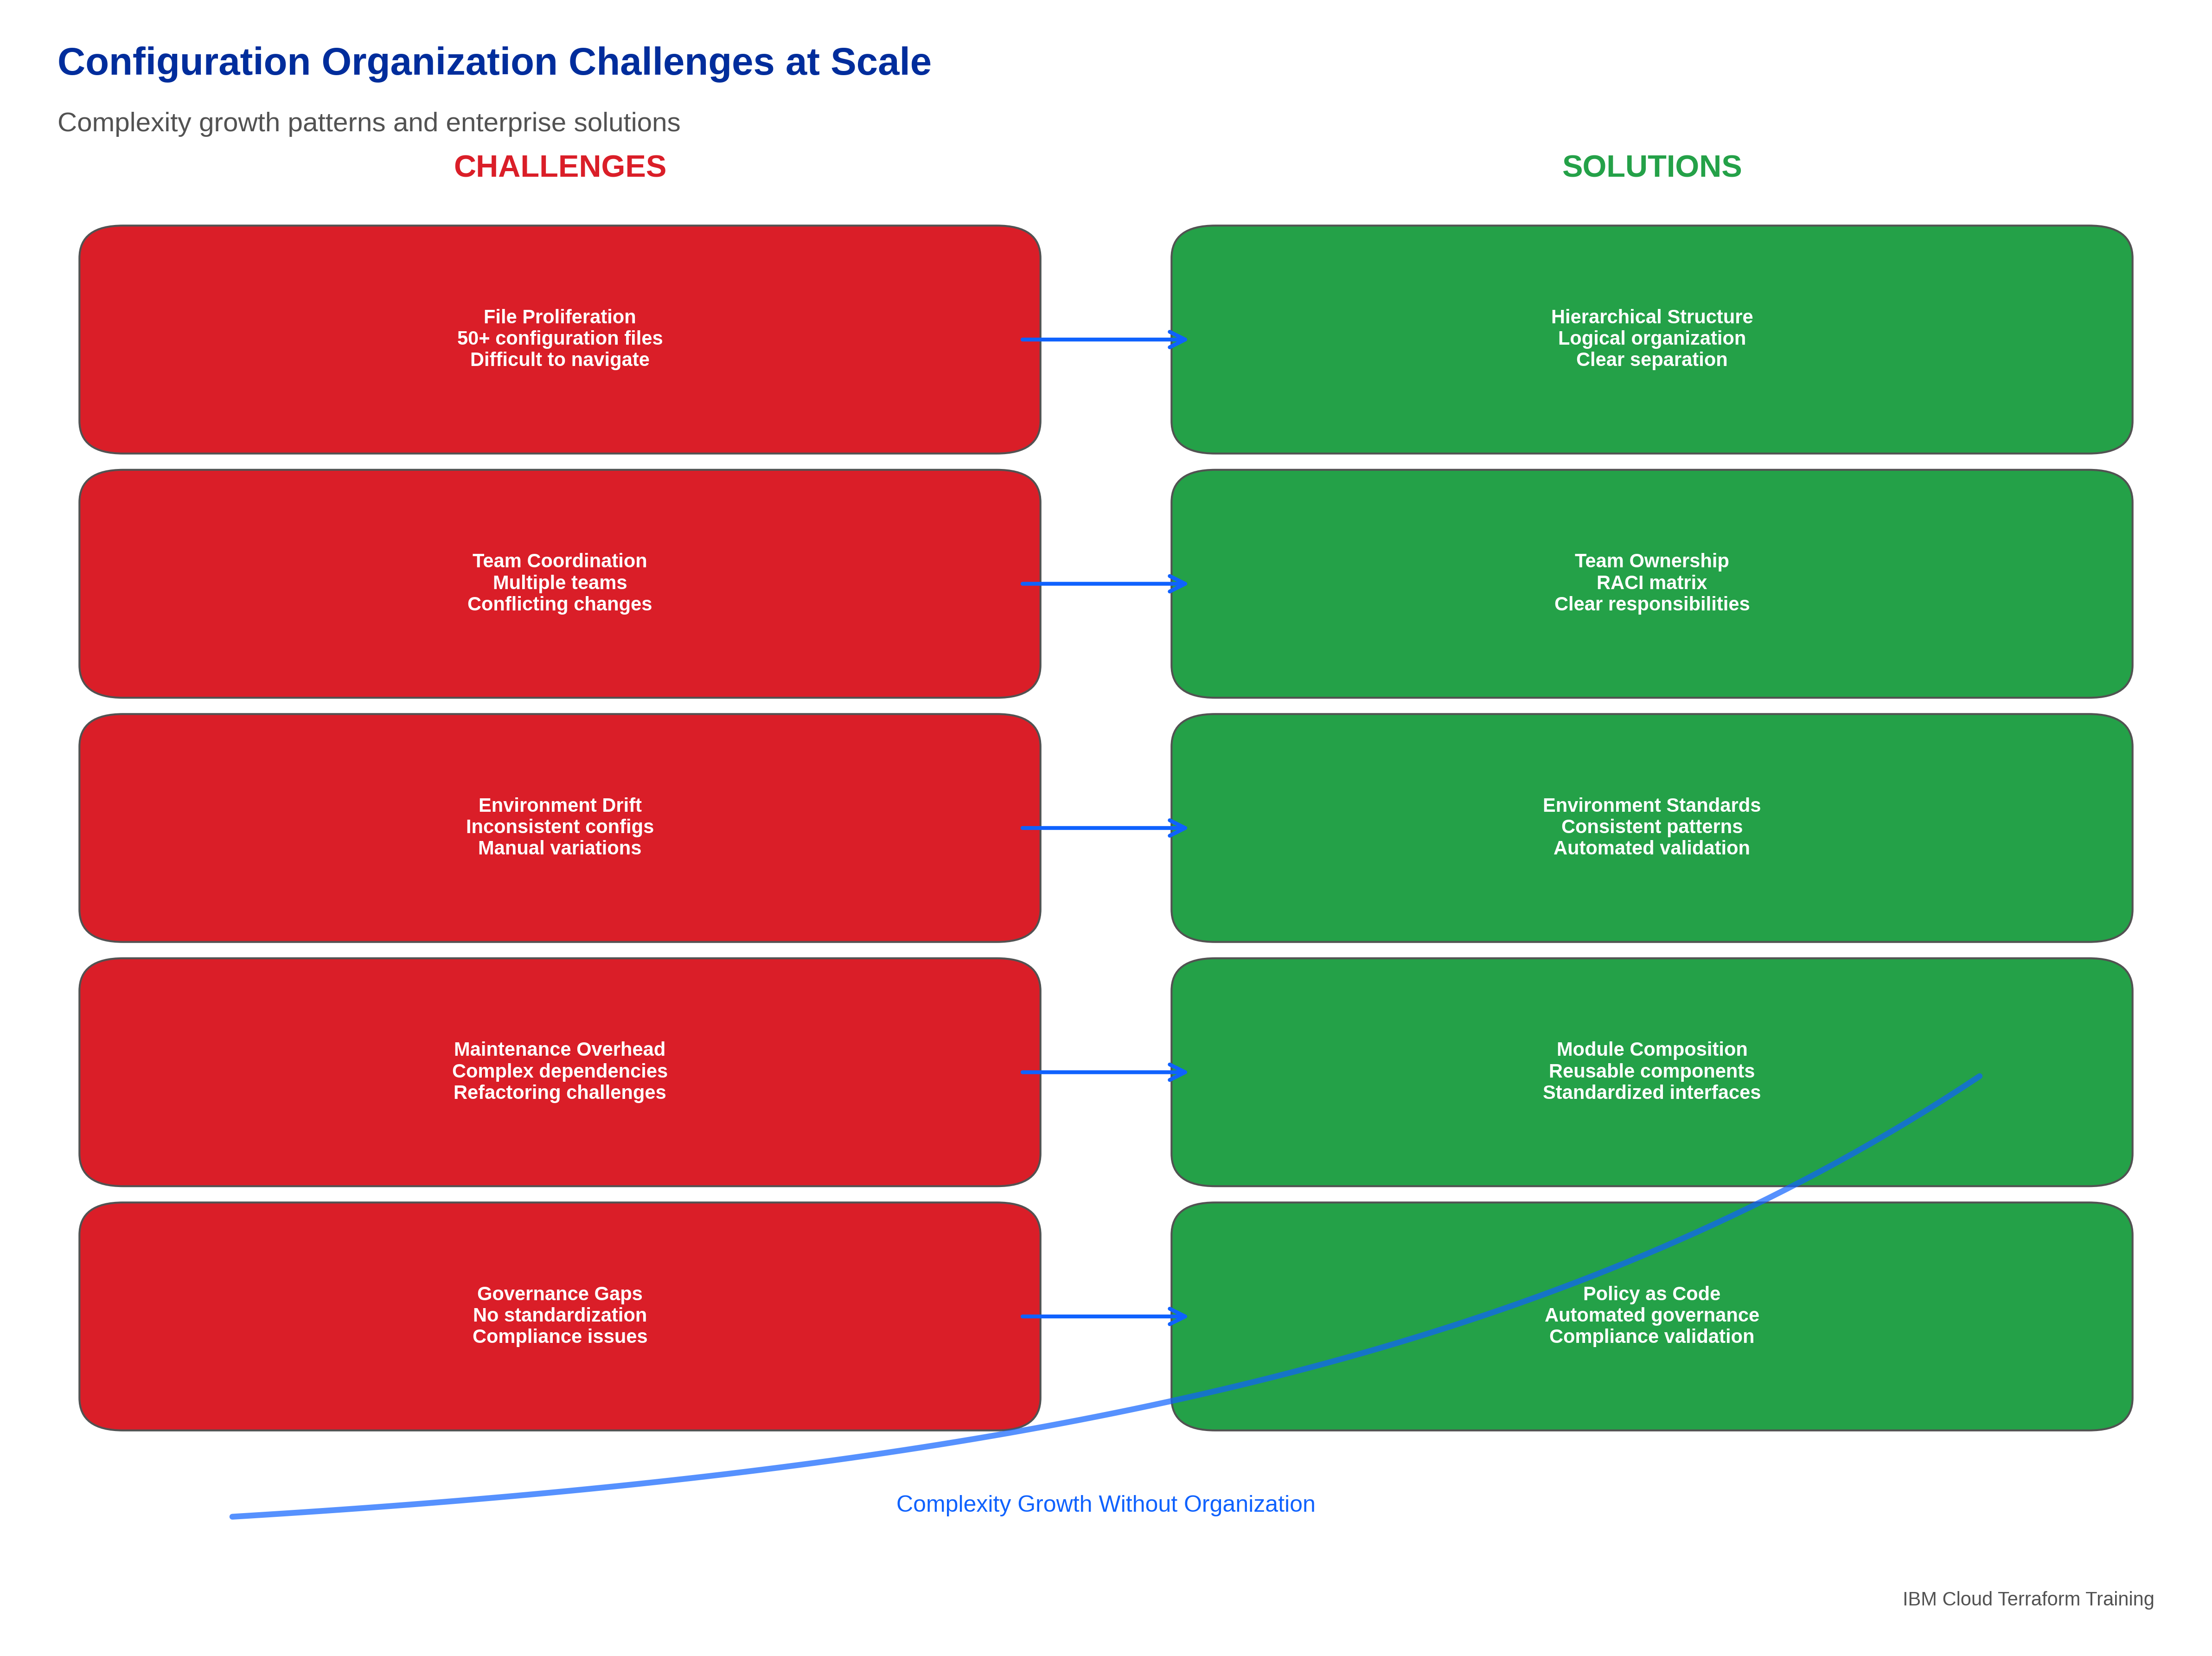 Configuration Organization Challenges at Scale
Complexity growth patterns and enterprise solutions
CHALLENGES
SOLUTIONS
File Proliferation
50+ configuration files
Difficult to navigate
Hierarchical Structure
Logical organization
Clear separation
Team Coordination
Multiple teams
Conflicting changes
Team Ownership
RACI matrix
Clear responsibilities
Environment Drift
Inconsistent configs
Manual variations
Environment Standards
Consistent patterns
Automated validation
Maintenance Overhead
Complex dependencies
Refactoring challenges
Module Composition
Reusable components
Standardized interfaces
Governance Gaps
No standardization
Compliance issues
Policy as Code
Automated governance
Compliance validation
Complexity Growth Without Organization
IBM Cloud Terraform Training